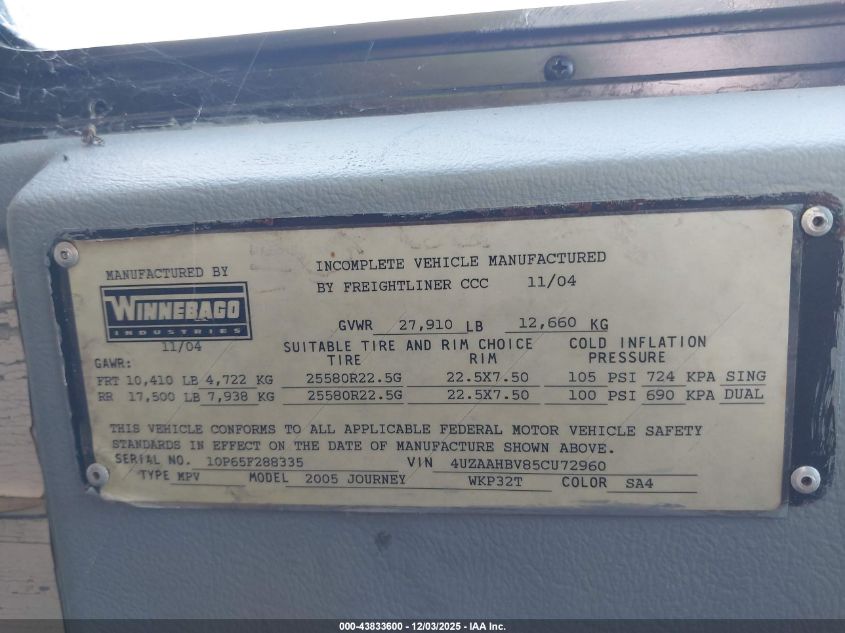 MANUFACTURED BY
WINNEBAGO
INDUSTRIES
11/04
INCOMPLETE VEHICLE MANUFACTURED
BY FREIGHTLINER CCC 11/04
GVWR 27,910 LB 12,660 KG
SUITABLE TIRE AND RIM CHOICE COLD INFLATION
GAWR: TIRE RIM PRESSURE
FRT 10,410 LB 4,722 KG 25580R22.5G 22.5X7.50 105 PSI 724 KPA SING
RR 17,500 LB 7,938 KG 25580R22.5G 22.5X7.50 100 PSI 690 KPA DUAL
THIS VEHICLE CONFORMS TO ALL APPLICABLE FEDERAL MOTOR VEHICLE SAFETY
STANDARDS IN EFFECT ON THE DATE OF MANUFACTURE SHOWN ABOVE.
SERIAL NO. 10P65F288335 VIN 4UZAAHBV85CU72960
TYPE MPV MODEL 2005 JOURNEY WKP32T COLOR SA4
000-43833600 - 12/03/2025 - IAA Inc.